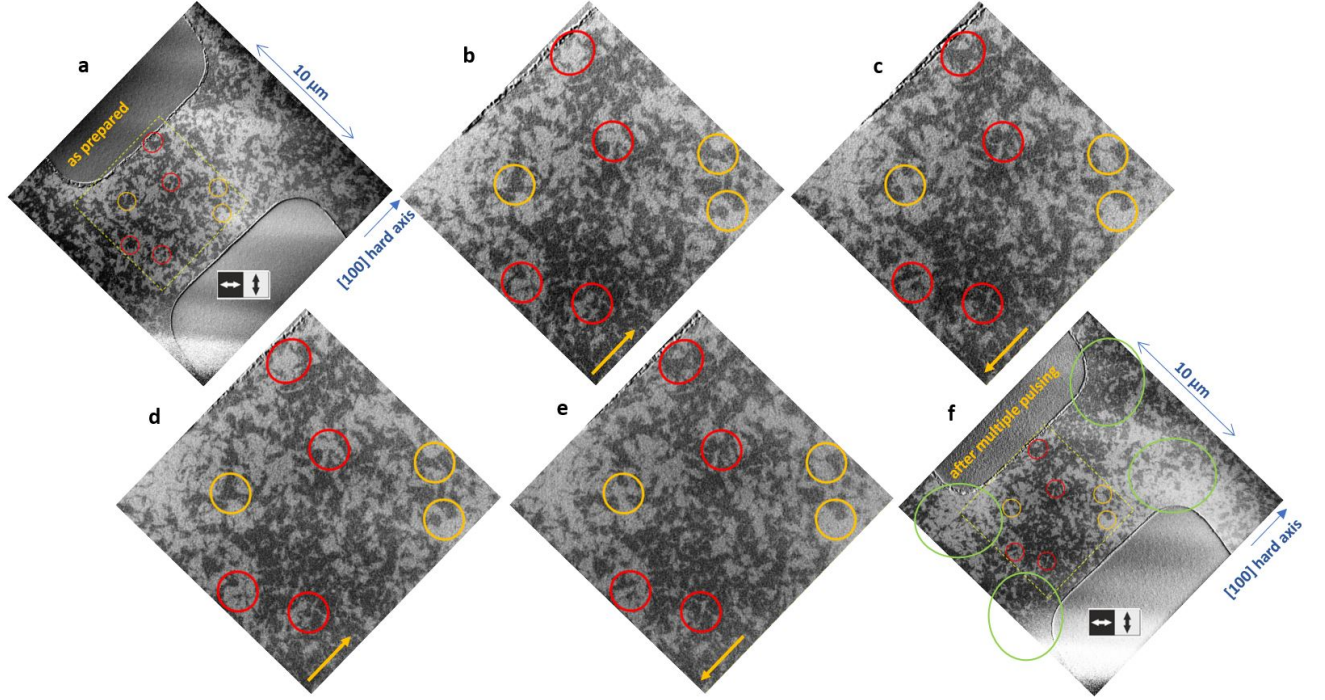 a
10 µm
as prepared
[100] hard axis
b
c
d
e
f
10 µm
after multiple pulsing
[100] hard axis